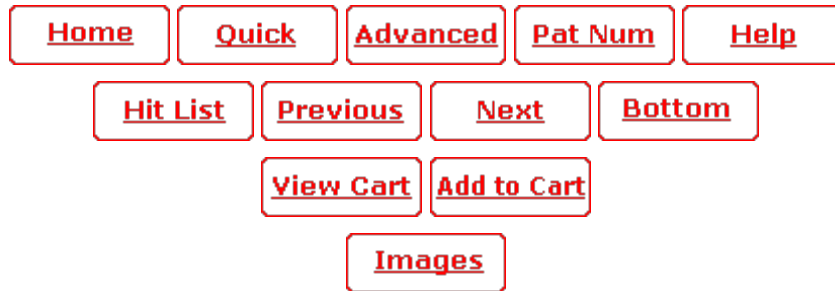 Home Quick Advanced Pat Num Help
Hit List Previous Next Bottom
View Cart Add to Cart
Images